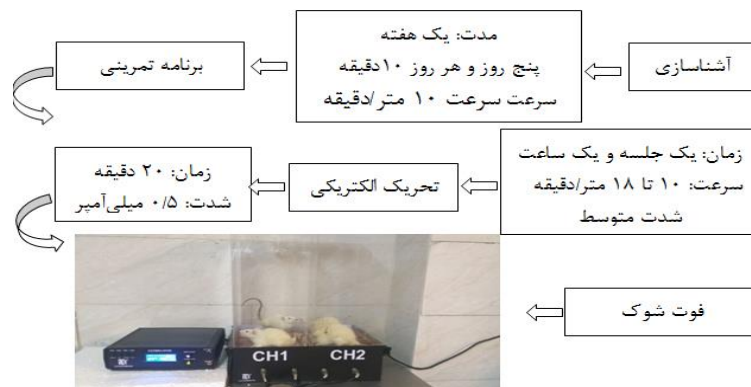 آشناسازی
مدت: یک هفته
پنج روز و هر روز ۱۰دقیقه
سرعت سرعت ۱۰ متر/دقیقه
برنامه تمرینی
زمان: یک جلسه و یک ساعت
سرعت: ۱۰ تا ۱۸ متر/دقیقه
شدت متوسط
تحریک الکتریکی
زمان: ۲۰ دقیقه
شدت: ۰/۵ میلی‌آمپر
فوت شوک
CH1 CH2